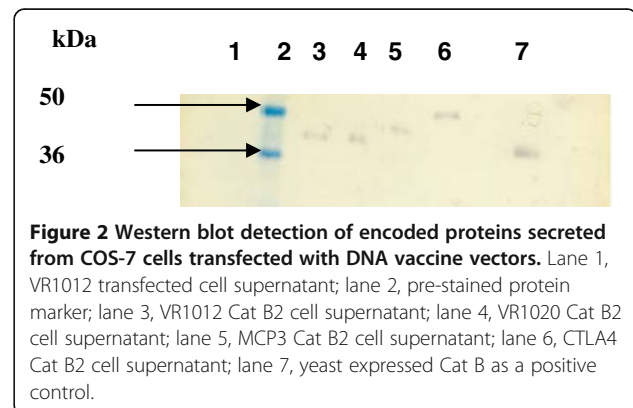 kDa
1 2 3 4 5 6 7
50
36
Figure 2 Western blot detection of encoded proteins secreted
from COS-7 cells transfected with DNA vaccine vectors. Lane 1,
VR1012 transfected cell supernatant; lane 2, pre-stained protein
marker; lane 3, VR1012 Cat B2 cell supernatant; lane 4, VR1020 Cat B2
cell supernatant; lane 5, MCP3 Cat B2 cell supernatant; lane 6, CTLA4
Cat B2 cell supernatant; lane 7, yeast expressed Cat B as a positive
control.